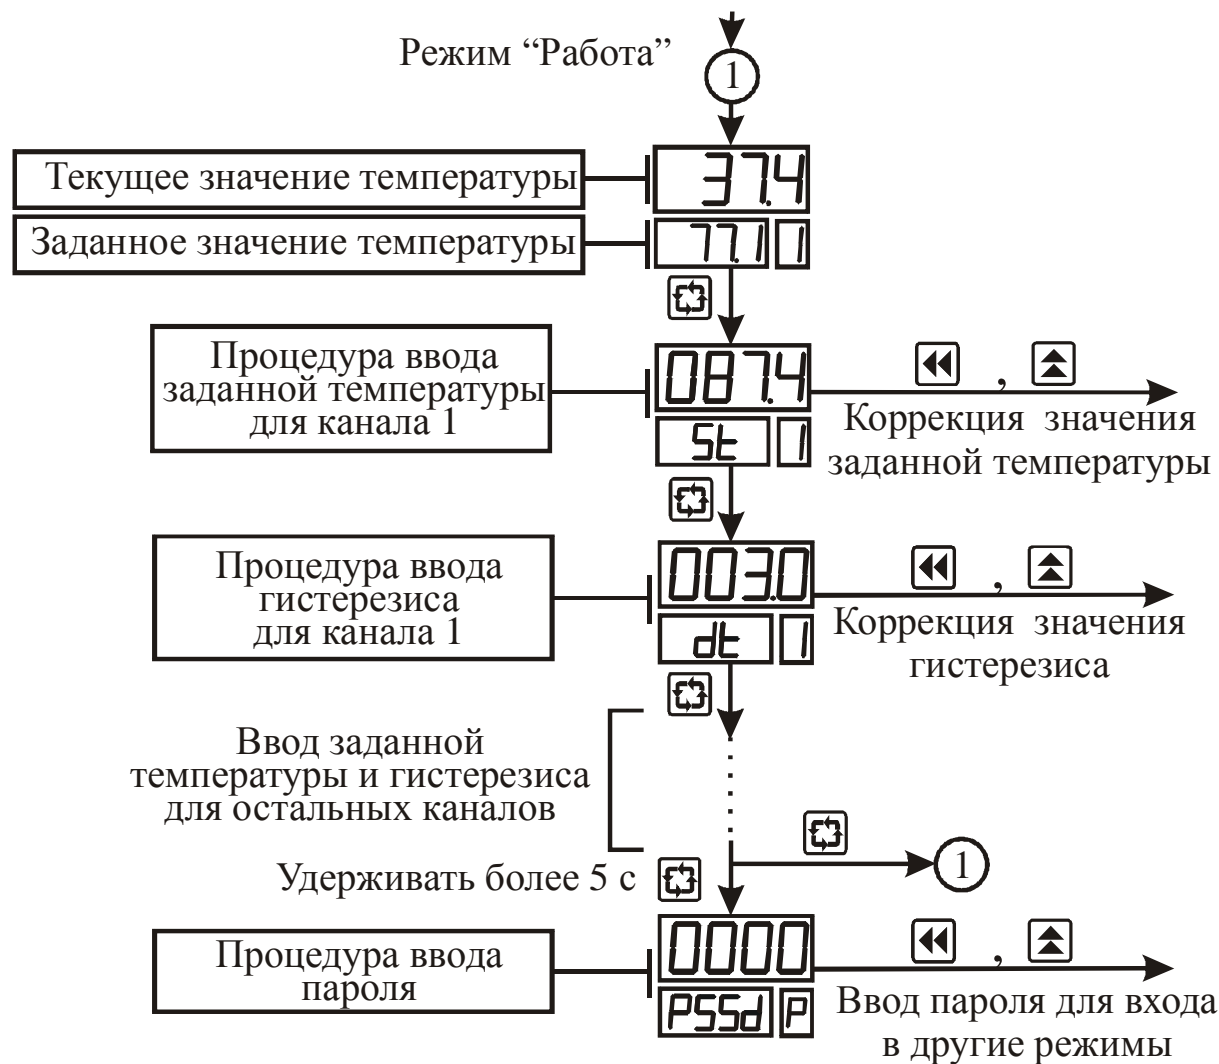 Режим “Работа”
1
Текущее значение температуры
37.4
Заданное значение температуры
77.1 1
Процедура ввода
заданной температуры
для канала 1
087.4
St 1
,
Коррекция значения
заданной температуры
Процедура ввода
гистерезиса
для канала 1
003.0
dt 1
,
Коррекция значения
гистерезиса
Ввод заданной
температуры и гистерезиса
для остальных каналов
1
Удерживать более 5 с
Процедура ввода
пароля
0000
PSSd P
,
Ввод пароля для входа
в другие режимы